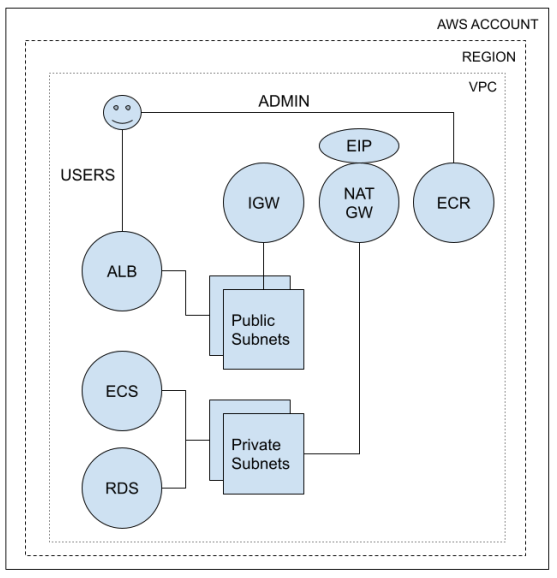 AWS ACCOUNT
REGION
VPC
ADMIN
USERS
EIP
IGW
NAT
GW
ECR
ALB
Public
Subnets
ECS
Private
Subnets
RDS